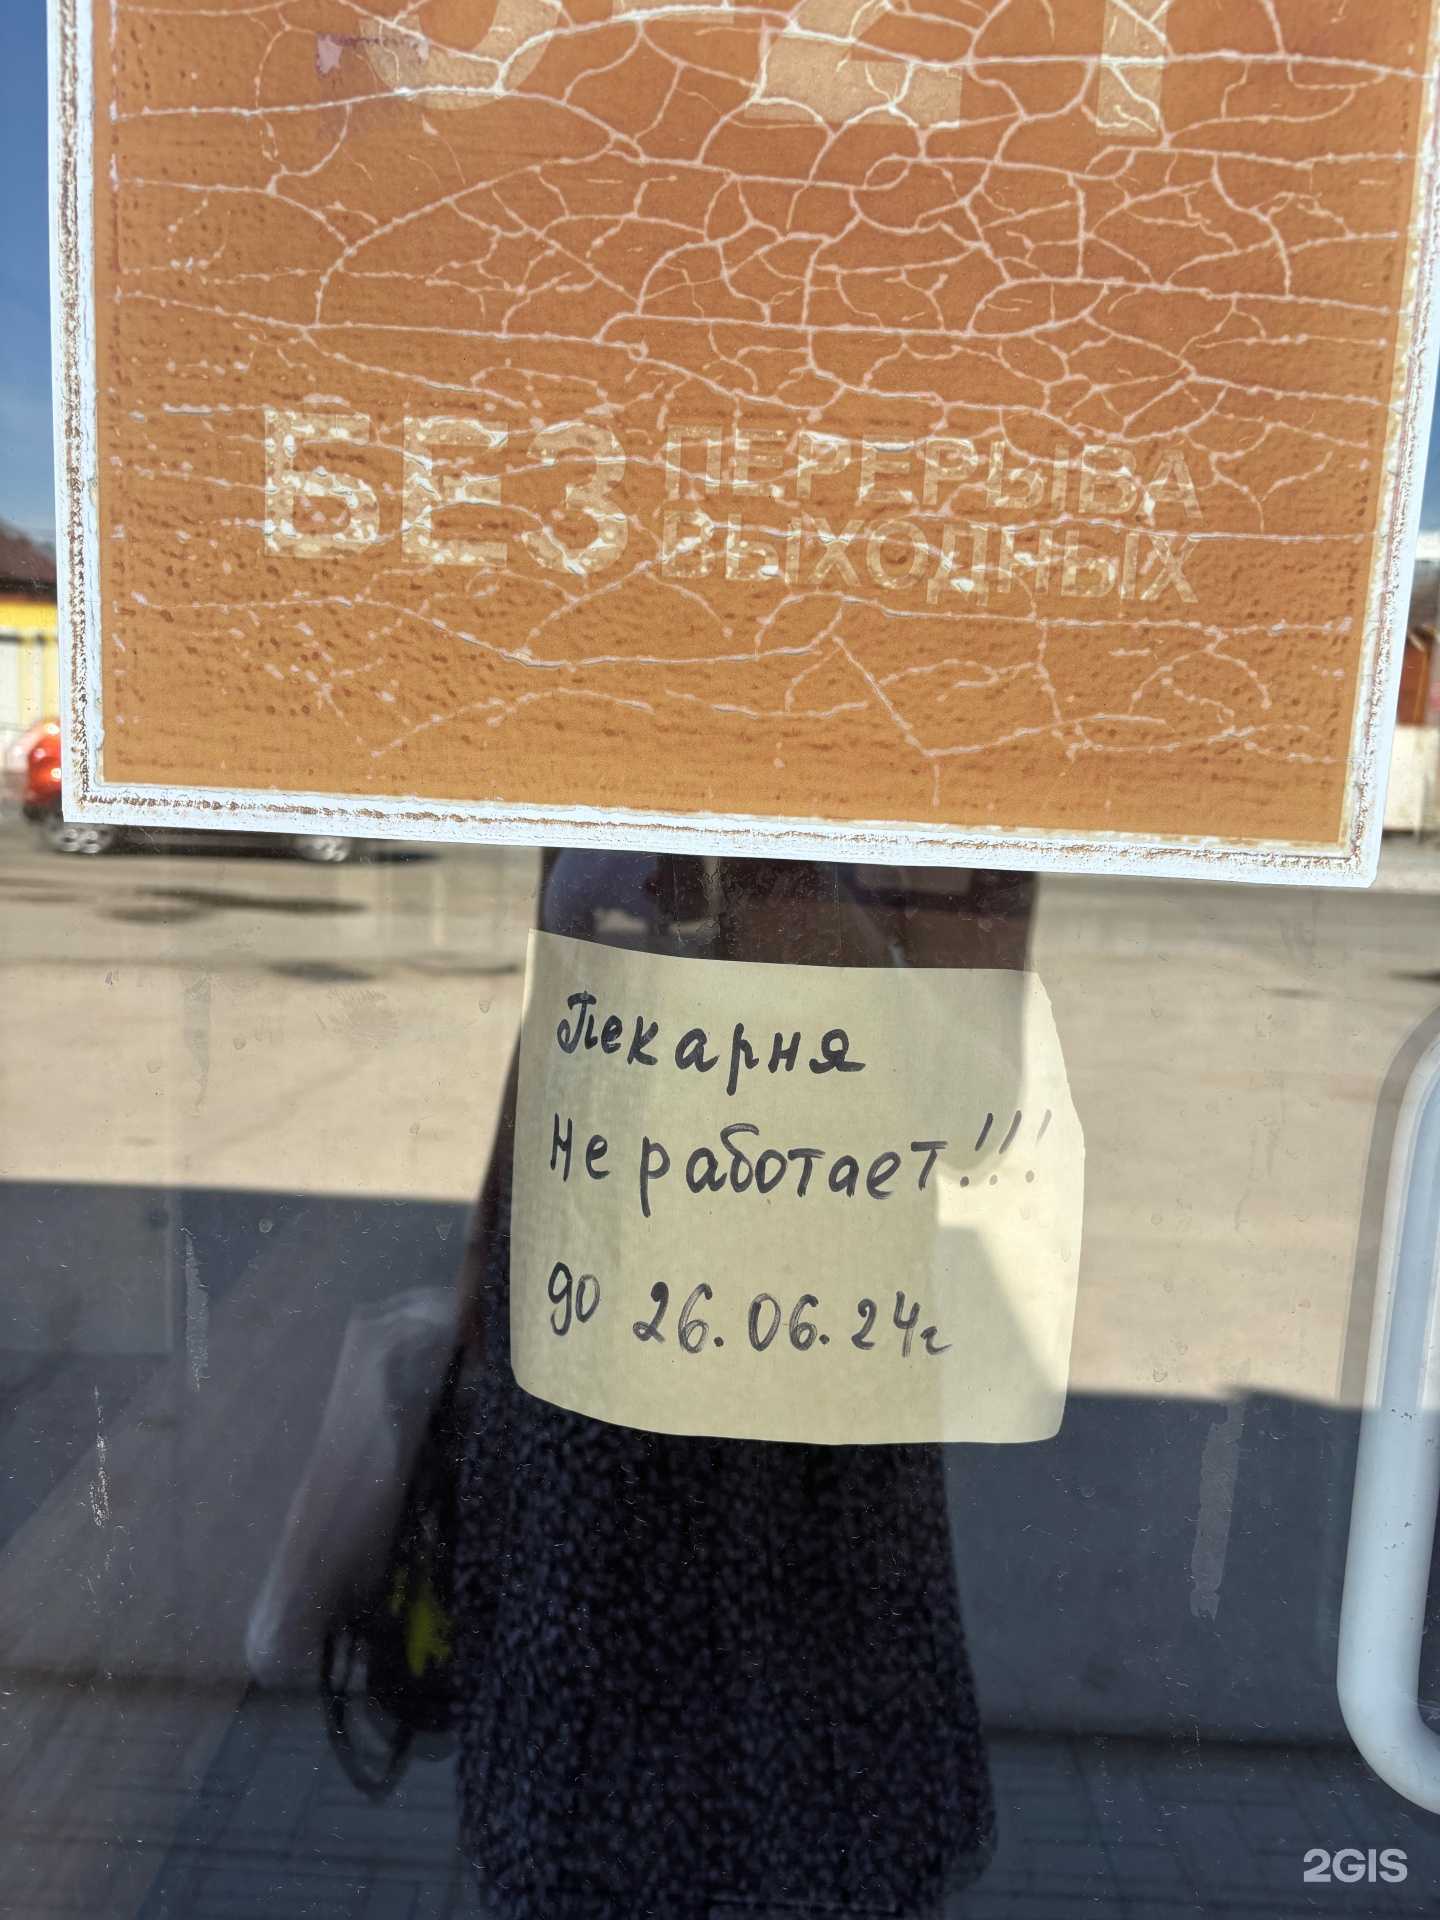 БЕЗ ПЕРЕРЫВА
ВЫХОДНЫХ
Пекарня
Не работает!!!
до 26.06.24г
2GIS